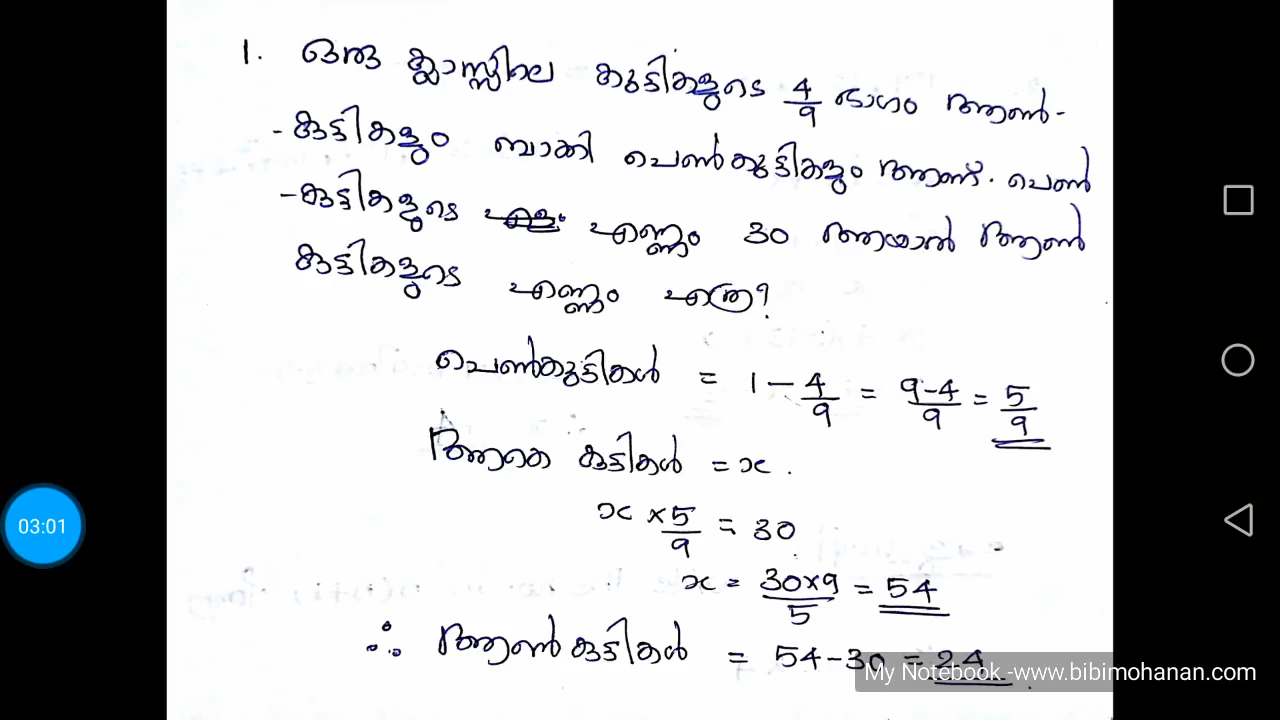 1. ഒരു ക്ലാസ്സിലെ കുട്ടികളുടെ 4/9 ഭാഗം ആൺ-
-കുട്ടികളും ബാക്കി പെൺകുട്ടികളും ആണ്. പെൺ
-കുട്ടികളുടെ എണ്ണം 30 ആയാൽ ആൺ
കുട്ടികളുടെ എണ്ണം എത്ര?
പെൺകുട്ടികൾ = 1 - 4/9 = 9-4/9 = 5/9
ആകെ കുട്ടികൾ = x.
x × 5/9 = 30
x = 30×9/5 = 54
03:01
∴ ആൺകുട്ടികൾ = 54-30 = 24.
My Notebook -www.bibimohanan.com